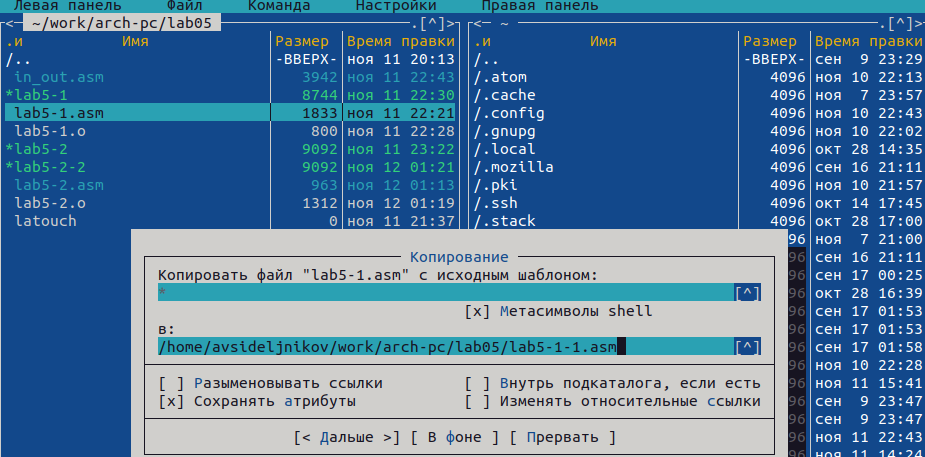 Левая панель Файл Команда Настройки Правая панель
<─ ~/work/arch-pc/lab05 .[^]> <─ ~ .[^]>
.и Имя Размер Время правки .и Имя Размер Время правки
/.. -ВВЕРХ- ноя 11 20:13 /.. -ВВЕРХ- сен 9 23:29
in_out.asm 3942 ноя 11 22:43 /.atom 4096 ноя 10 22:13
*lab5-1 8744 ноя 11 22:30 /.cache 4096 ноя 7 23:57
lab5-1.asm 1833 ноя 11 22:21 /.config 4096 ноя 10 22:43
lab5-1.o 800 ноя 11 22:28 /.gnupg 4096 ноя 10 22:02
*lab5-2 9092 ноя 11 23:22 /.local 4096 окт 28 14:35
*lab5-2-2 9092 ноя 12 01:21 /.mozilla 4096 сен 16 21:11
lab5-2.asm 963 ноя 12 01:13 /.pki 4096 ноя 10 21:57
lab5-2.o 1312 ноя 12 01:19 /.ssh 4096 окт 14 17:45
latouch 0 ноя 11 21:37 /.stack 4096 окт 28 17:00
96 ноя 7 21:00
Копирование 96 сен 16 21:11
Копировать файл "lab5-1.asm" с исходным шаблоном: 96 сен 17 00:25
* [^] 96 окт 28 16:39
[x] Метасимволы shell 96 сен 17 01:53
в: 96 сен 17 01:53
/home/avsideljnikov/work/arch-pc/lab05/lab5-1-1.asm [^] 96 сен 17 01:58
96 ноя 10 22:28
[ ] Разыменовывать ссылки [ ] Внутрь подкаталога, если есть 96 ноя 11 15:41
[x] Сохранять атрибуты [ ] Изменять относительные ссылки 96 сен 9 23:47
96 сен 9 23:47
[< Дальше >] [ В фоне ] [ Прервать ] 96 ноя 11 22:43
96 ноя 11 14:24